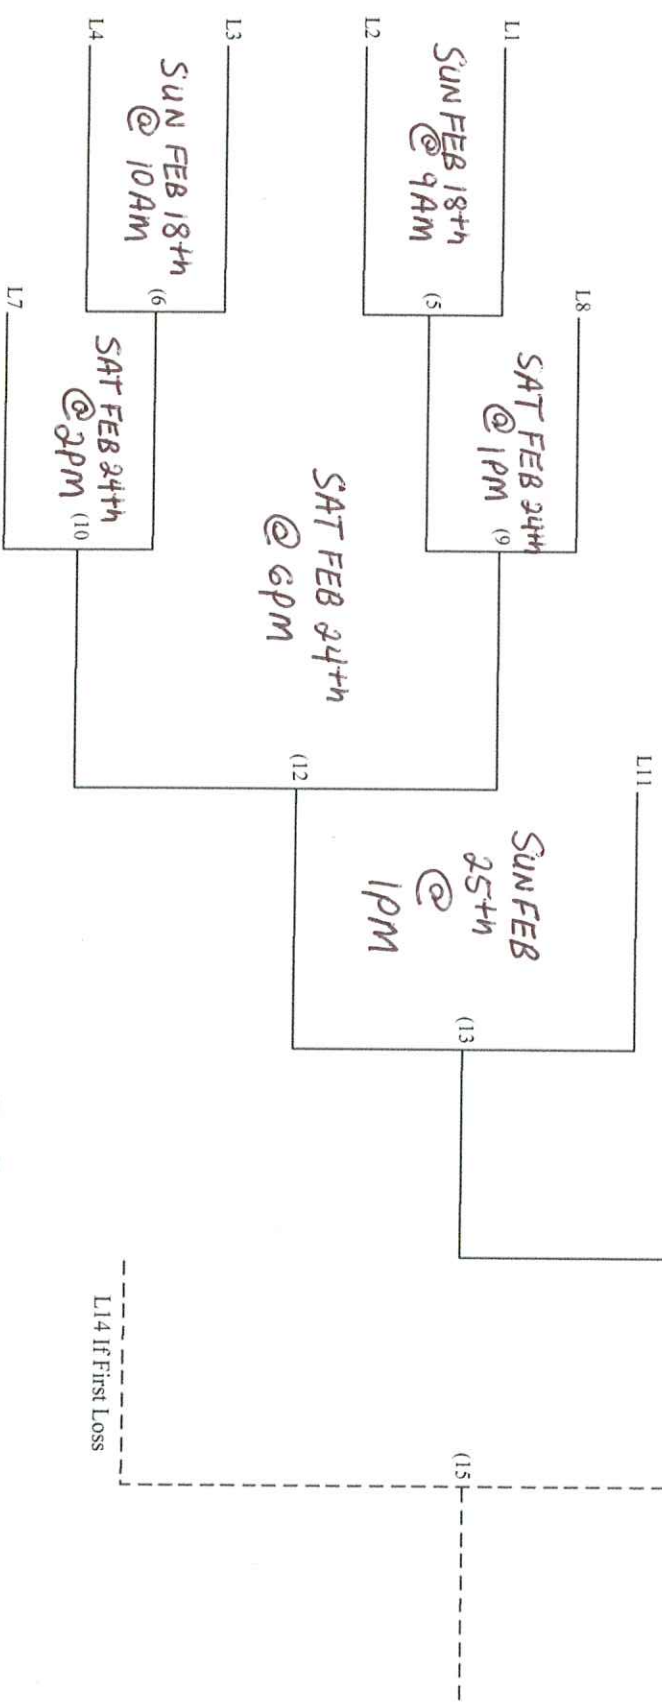 L8
SAT FEB 24th
@ 1PM
(9
L1
SUN FEB 18th
@ 9AM
(5
L2
L3
SUN FEB 18th
@ 10AM
(6
L4
SAT FEB 24th
@ 2PM
(10
L7
SAT FEB 24th
@ 6PM
(12
L11
SUN FEB
25th
@
1PM
(13
L14 If First Loss
(15